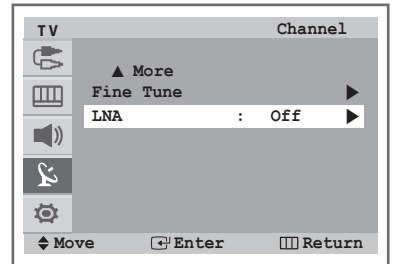 TV Channel
▲ More
Fine Tune ▶
LNA : Off ▶
Move Enter Return